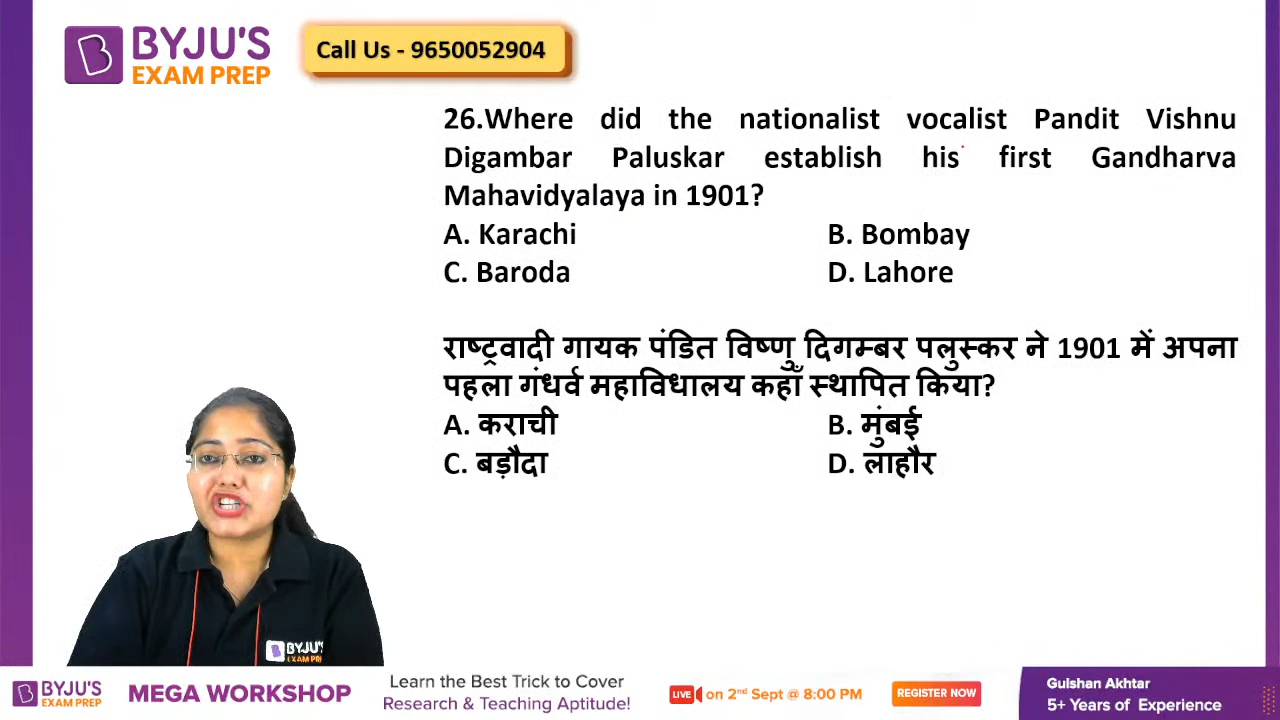 BYJU'S
EXAM PREP
Call Us - 9650052904
26.Where did the nationalist vocalist Pandit Vishnu
Digambar Paluskar establish his first Gandharva
Mahavidyalaya in 1901?
A. Karachi B. Bombay
C. Baroda D. Lahore
राष्ट्रवादी गायक पंडित विष्णु दिगम्बर पलुस्कर ने 1901 में अपना
पहला गंधर्व महाविधालय कहाँ स्थापित किया?
A. कराची B. मुंबई
C. बड़ौदा D. लाहौर
BYJU'S
EXAM PREP
BYJU'S
EXAM PREP
MEGA WORKSHOP
Learn the Best Trick to Cover
Research & Teaching Aptitude!
LIVE on 2nd Sept @ 8:00 PM
REGISTER NOW
Gulshan Akhtar
5+ Years of Experience